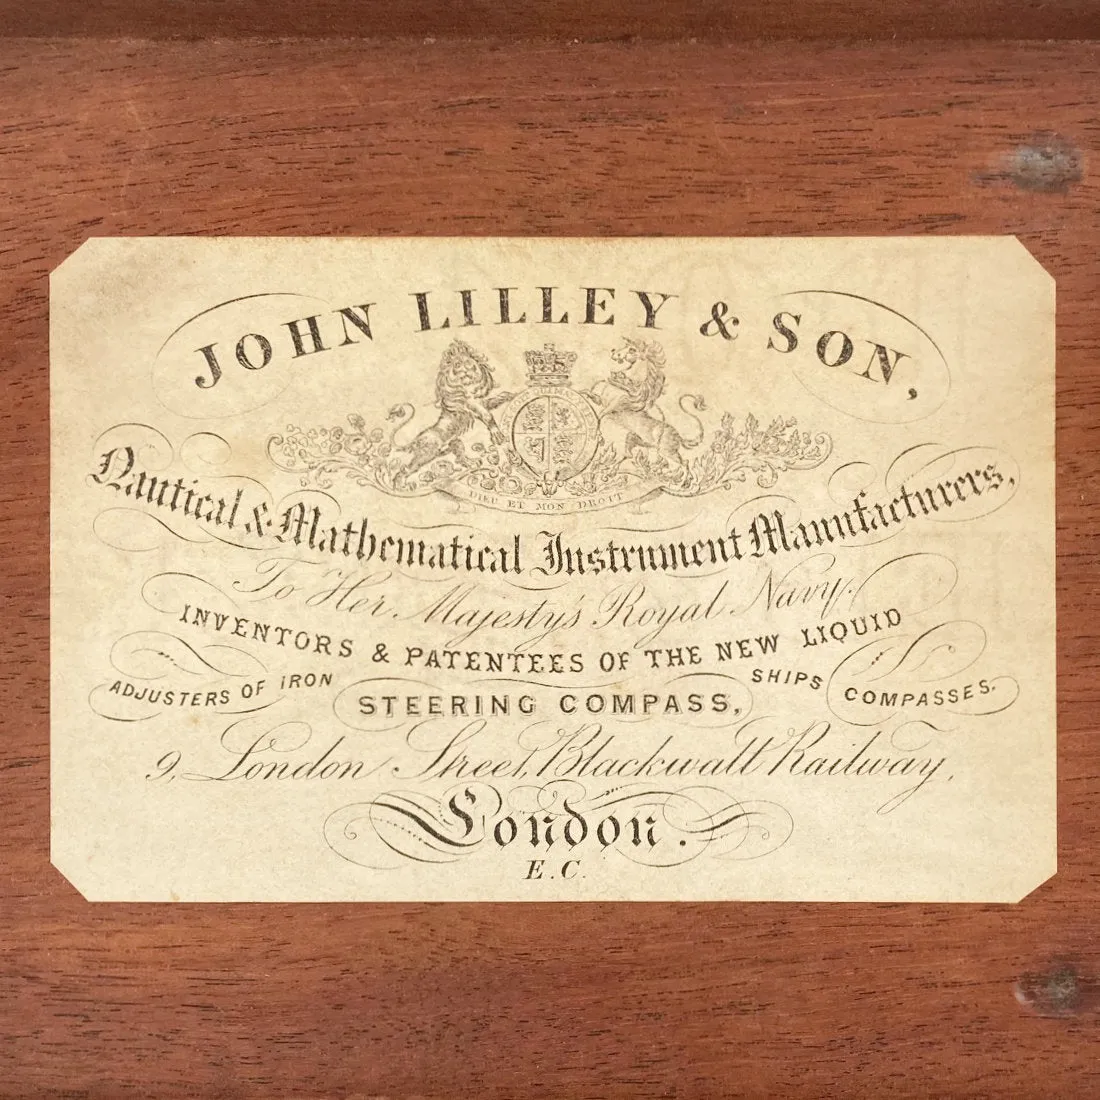 JOHN LILLEY & SON,
DIEU ET MON DROIT
Nautical & Mathematical Instrument Manufacturers,
To Her Majesty's Royal Navy.
INVENTORS & PATENTEES OF THE NEW LIQUID
STEERING COMPASS,
ADJUSTERS OF IRON SHIPS COMPASSES.
9, London Street, Blackwall Railway,
London.
E.C.